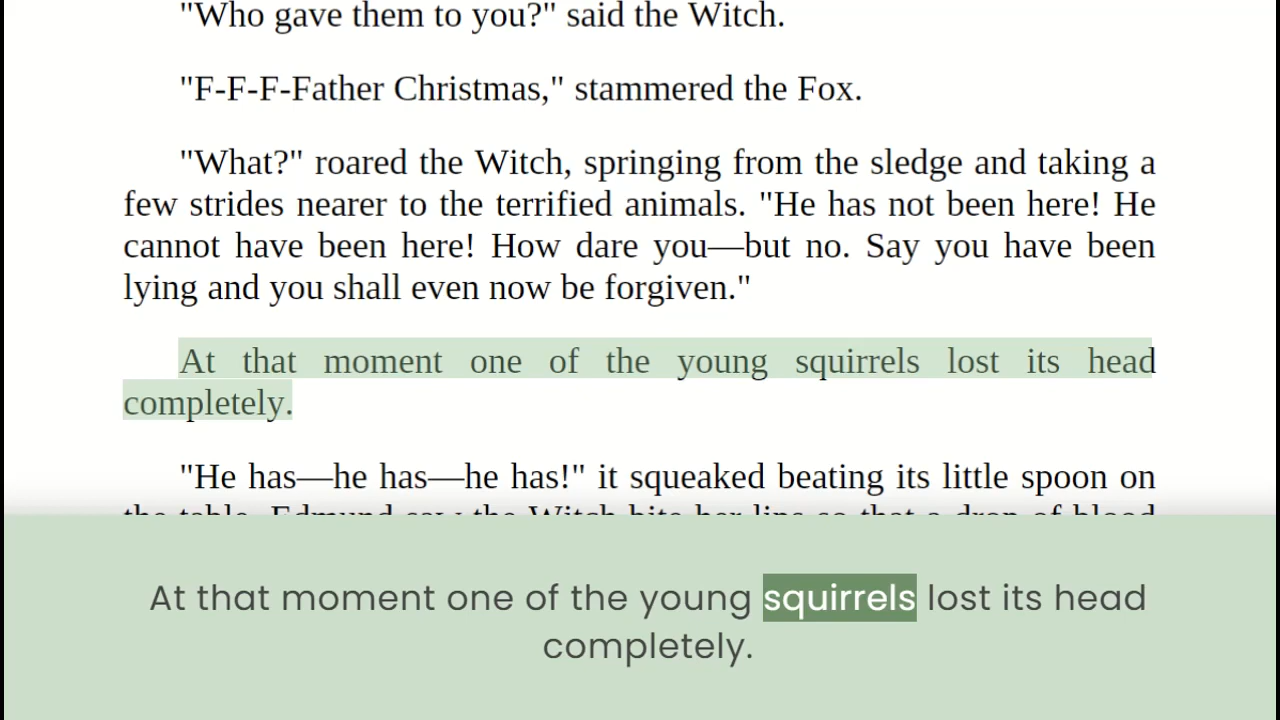 "Who gave them to you?" said the Witch.
"F-F-F-Father Christmas," stammered the Fox.
"What?" roared the Witch, springing from the sledge and taking a
few strides nearer to the terrified animals. "He has not been here! He
cannot have been here! How dare you—but no. Say you have been
lying and you shall even now be forgiven."
At that moment one of the young squirrels lost its head
completely.
"He has—he has—he has!" it squeaked beating its little spoon on
the table. Edmund saw the Witch bite her lips so that a drop of blood
At that moment one of the young squirrels lost its head
completely.